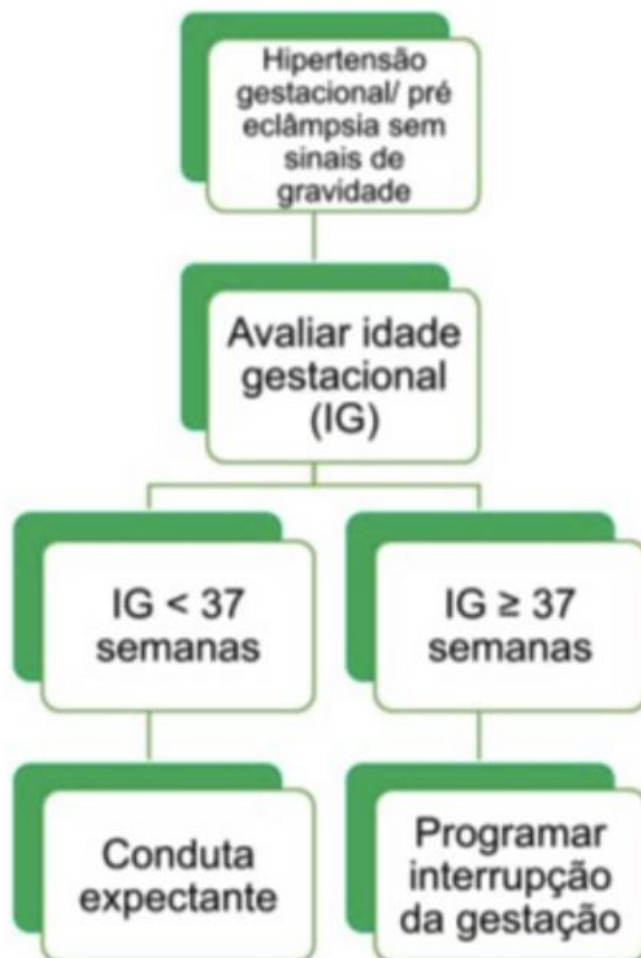 Hipertensão
gestacional/ pré
eclâmpsia sem
sinais de
gravidade
Avaliar idade
gestacional
(IG)
IG < 37
semanas
IG ≥ 37
semanas
Conduta
expectante
Programar
interrupção
da gestação